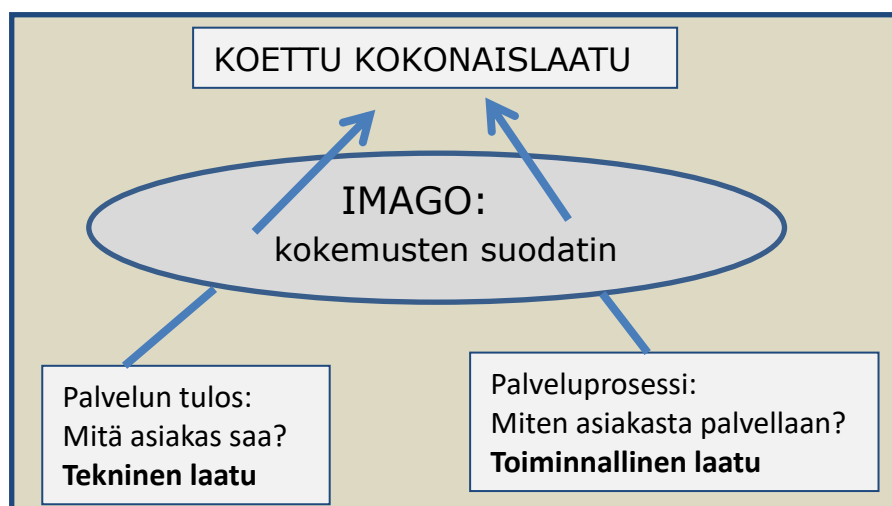 KOETTU KOKONAISLAATU
IMAGO:
kokemusten suodatin
Palvelun tulos:
Mitä asiakas saa?
Tekninen laatu
Palveluprosessi:
Miten asiakasta palvellaan?
Toiminnallinen laatu